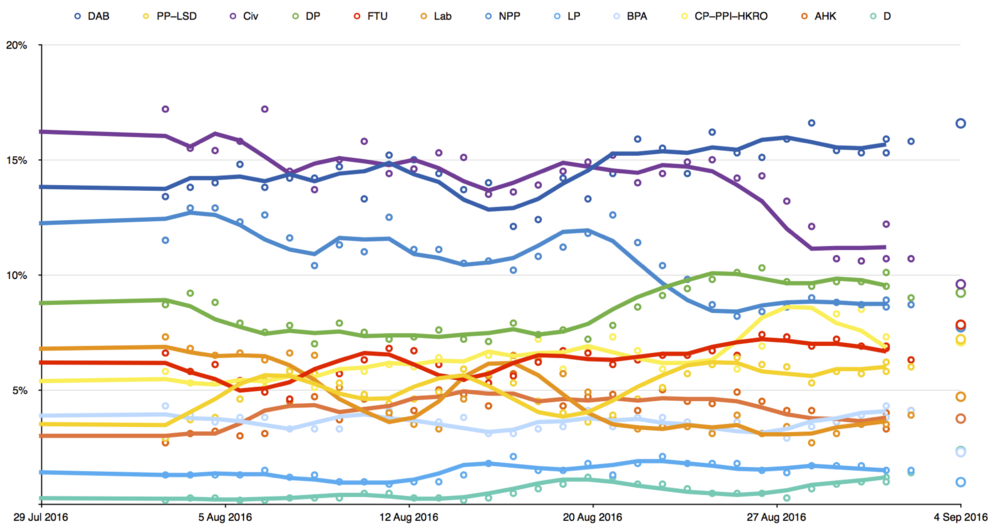 DAB PP–LSD Civ DP FTU Lab NPP LP BPA CP–PPI–HKRO AHK D
20%
15%
10%
5%
29 Jul 2016 5 Aug 2016 12 Aug 2016 20 Aug 2016 27 Aug 2016 4 Sep 2016